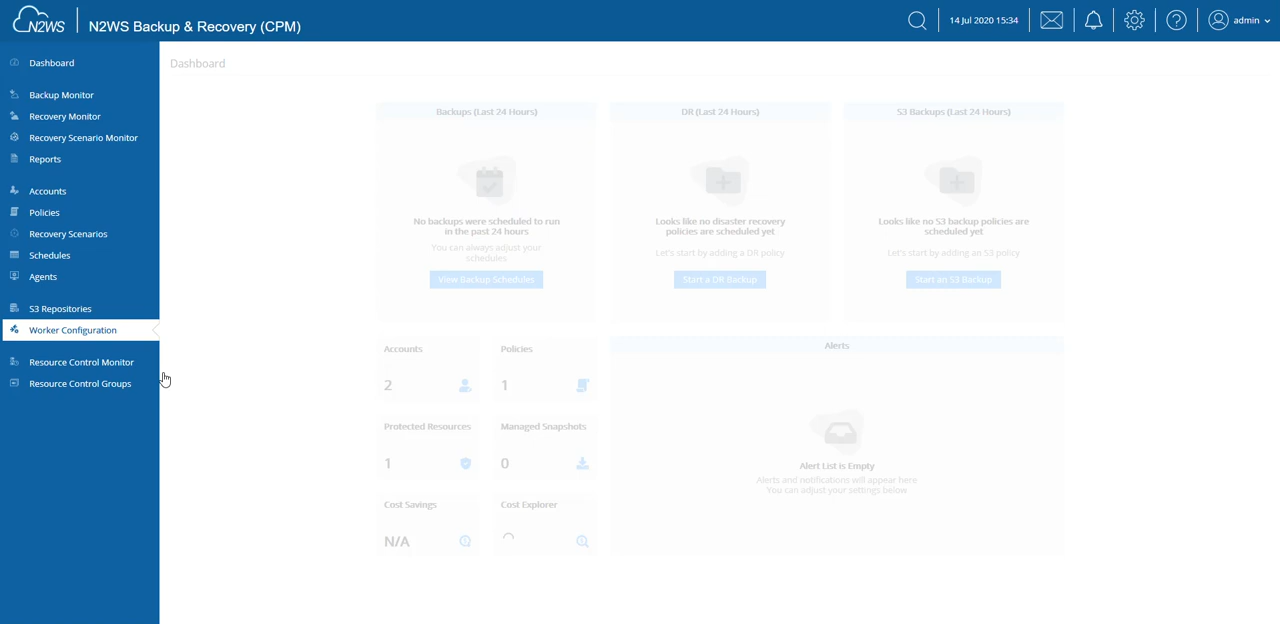 N2WS
N2WS Backup & Recovery (CPM)
14 Jul 2020 15:34
admin
Dashboard
Backup Monitor
Recovery Monitor
Recovery Scenario Monitor
Reports
Accounts
Policies
Recovery Scenarios
Schedules
Agents
S3 Repositories
Worker Configuration
Resource Control Monitor
Resource Control Groups
Dashboard
Backups (Last 24 Hours)
No backups were scheduled to run
in the past 24 hours
You can always adjust your
schedules
View Backup Schedules
DR (Last 24 Hours)
Looks like no disaster recovery
policies are scheduled yet
Let's start by adding a DR policy
Start a DR Backup
S3 Backups (Last 24 Hours)
Looks like no S3 backup policies are
scheduled yet
Let's start by adding an S3 policy
Start an S3 Backup
Accounts
2
Policies
1
Protected Resources
1
Managed Snapshots
0
Cost Savings
N/A
Cost Explorer
Alerts
Alert List is Empty
Alerts and notifications will appear here
You can adjust your settings below